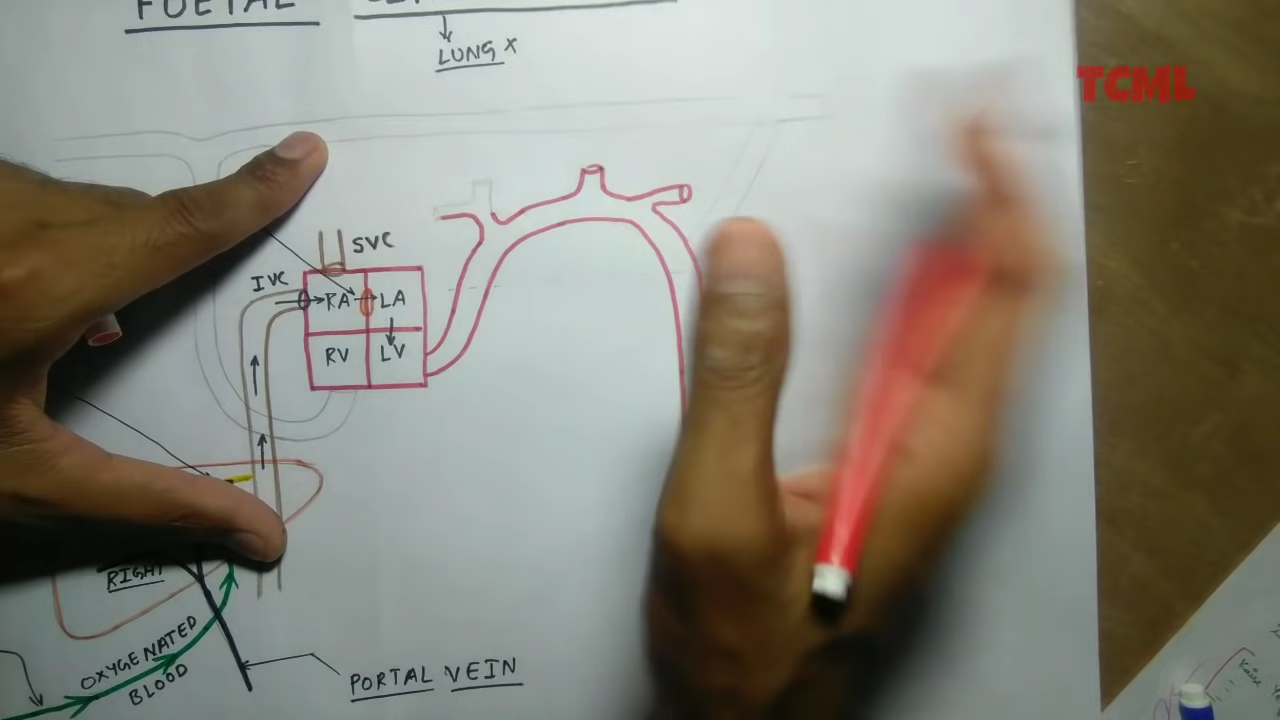 FOETAL
LUNG x
TCML
SVC
IVC
RA LA
RV LV
RIGHT
OXYGENATED
BLOOD
PORTAL VEIN